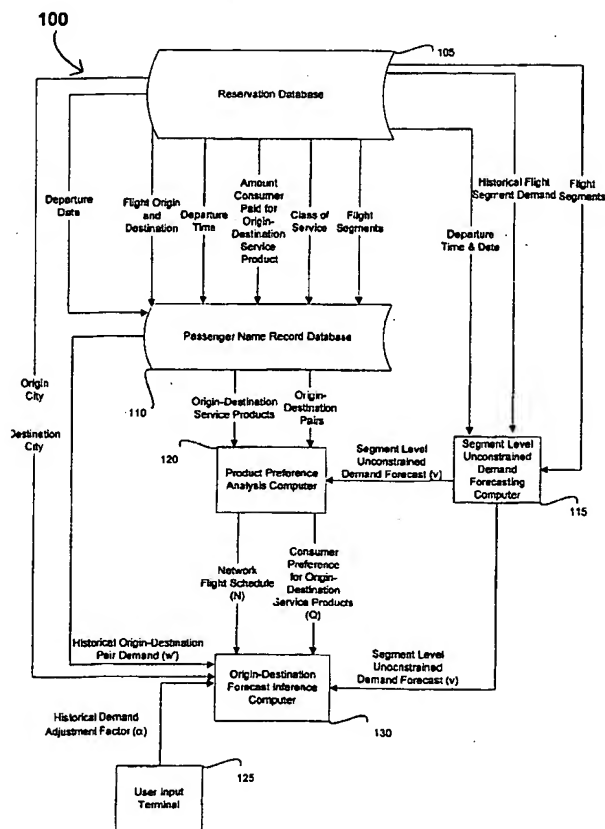 100
105
Reservation Database
Departure
Date
Flight Origin
and
Destination
Departure
Time
Amount
Consumer
Paid for
Origin-
Destination
Service
Product
Class of
Service
Flight
Segments
Historical Flight
Segment Demand
Flight
Segments
Departure
Time & Date
Passenger Name Record Database
110
Origin
City
Destination
City
Origin-Destination
Service Products
Origin-
Destination
Pairs
120
Product Preference
Analysis Computer
Segment Level
Unconstrained
Demand Forecast (v)
Segment Level
Unconstrained
Demand
Forecasting
Computer
115
Network
Flight Schedule
(N)
Consumer
Preference
for Origin-
Destination
Service Products
(Q)
Historical Origin-Destination
Pair Demand (w')
Origin-Destination
Forecast Inference
Computer
Segment Level
Unocnstrained
Demand Forecast (v)
130
Historical Demand
Adjustment Factor (α)
125
User Input
Terminal